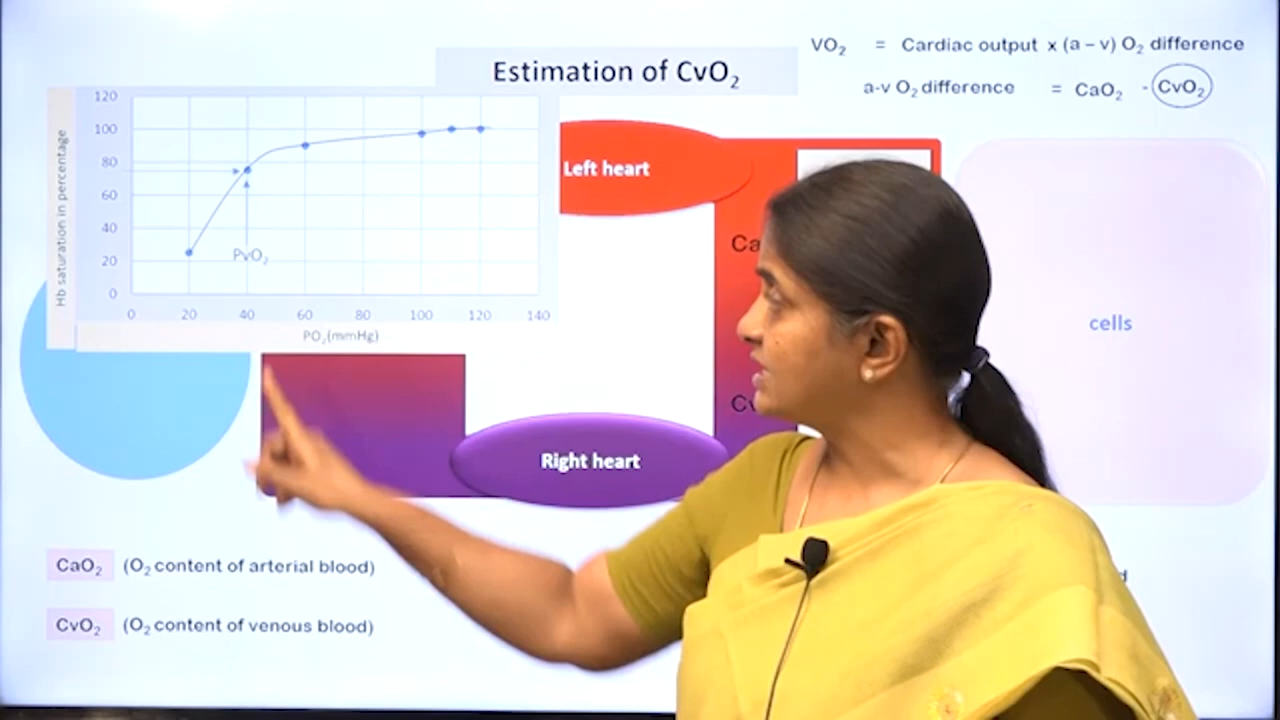 VO₂ = Cardiac output x (a – v) O₂ difference
Estimation of CvO₂
a-v O₂ difference = CaO₂ - CvO₂
120
100
80
60
40
20
0
Hb saturation in percentage
PvO₂
0 20 40 60 80 100 120 140
PO₂(mmHg)
Left heart
Ca
cells
Cv
Right heart
CaO₂ (O₂ content of arterial blood)
CvO₂ (O₂ content of venous blood)